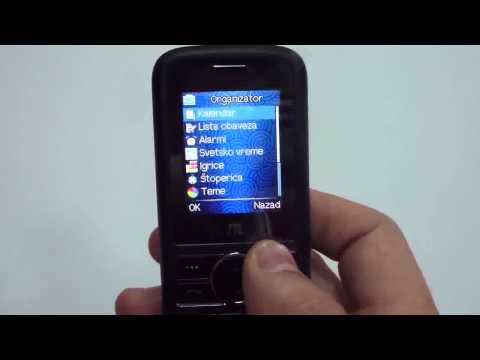 Organizator
Kalendar
Lista obaveza
Alarmi
Svetsko vreme
Igrice
Štoperica
Teme
OK Nazad